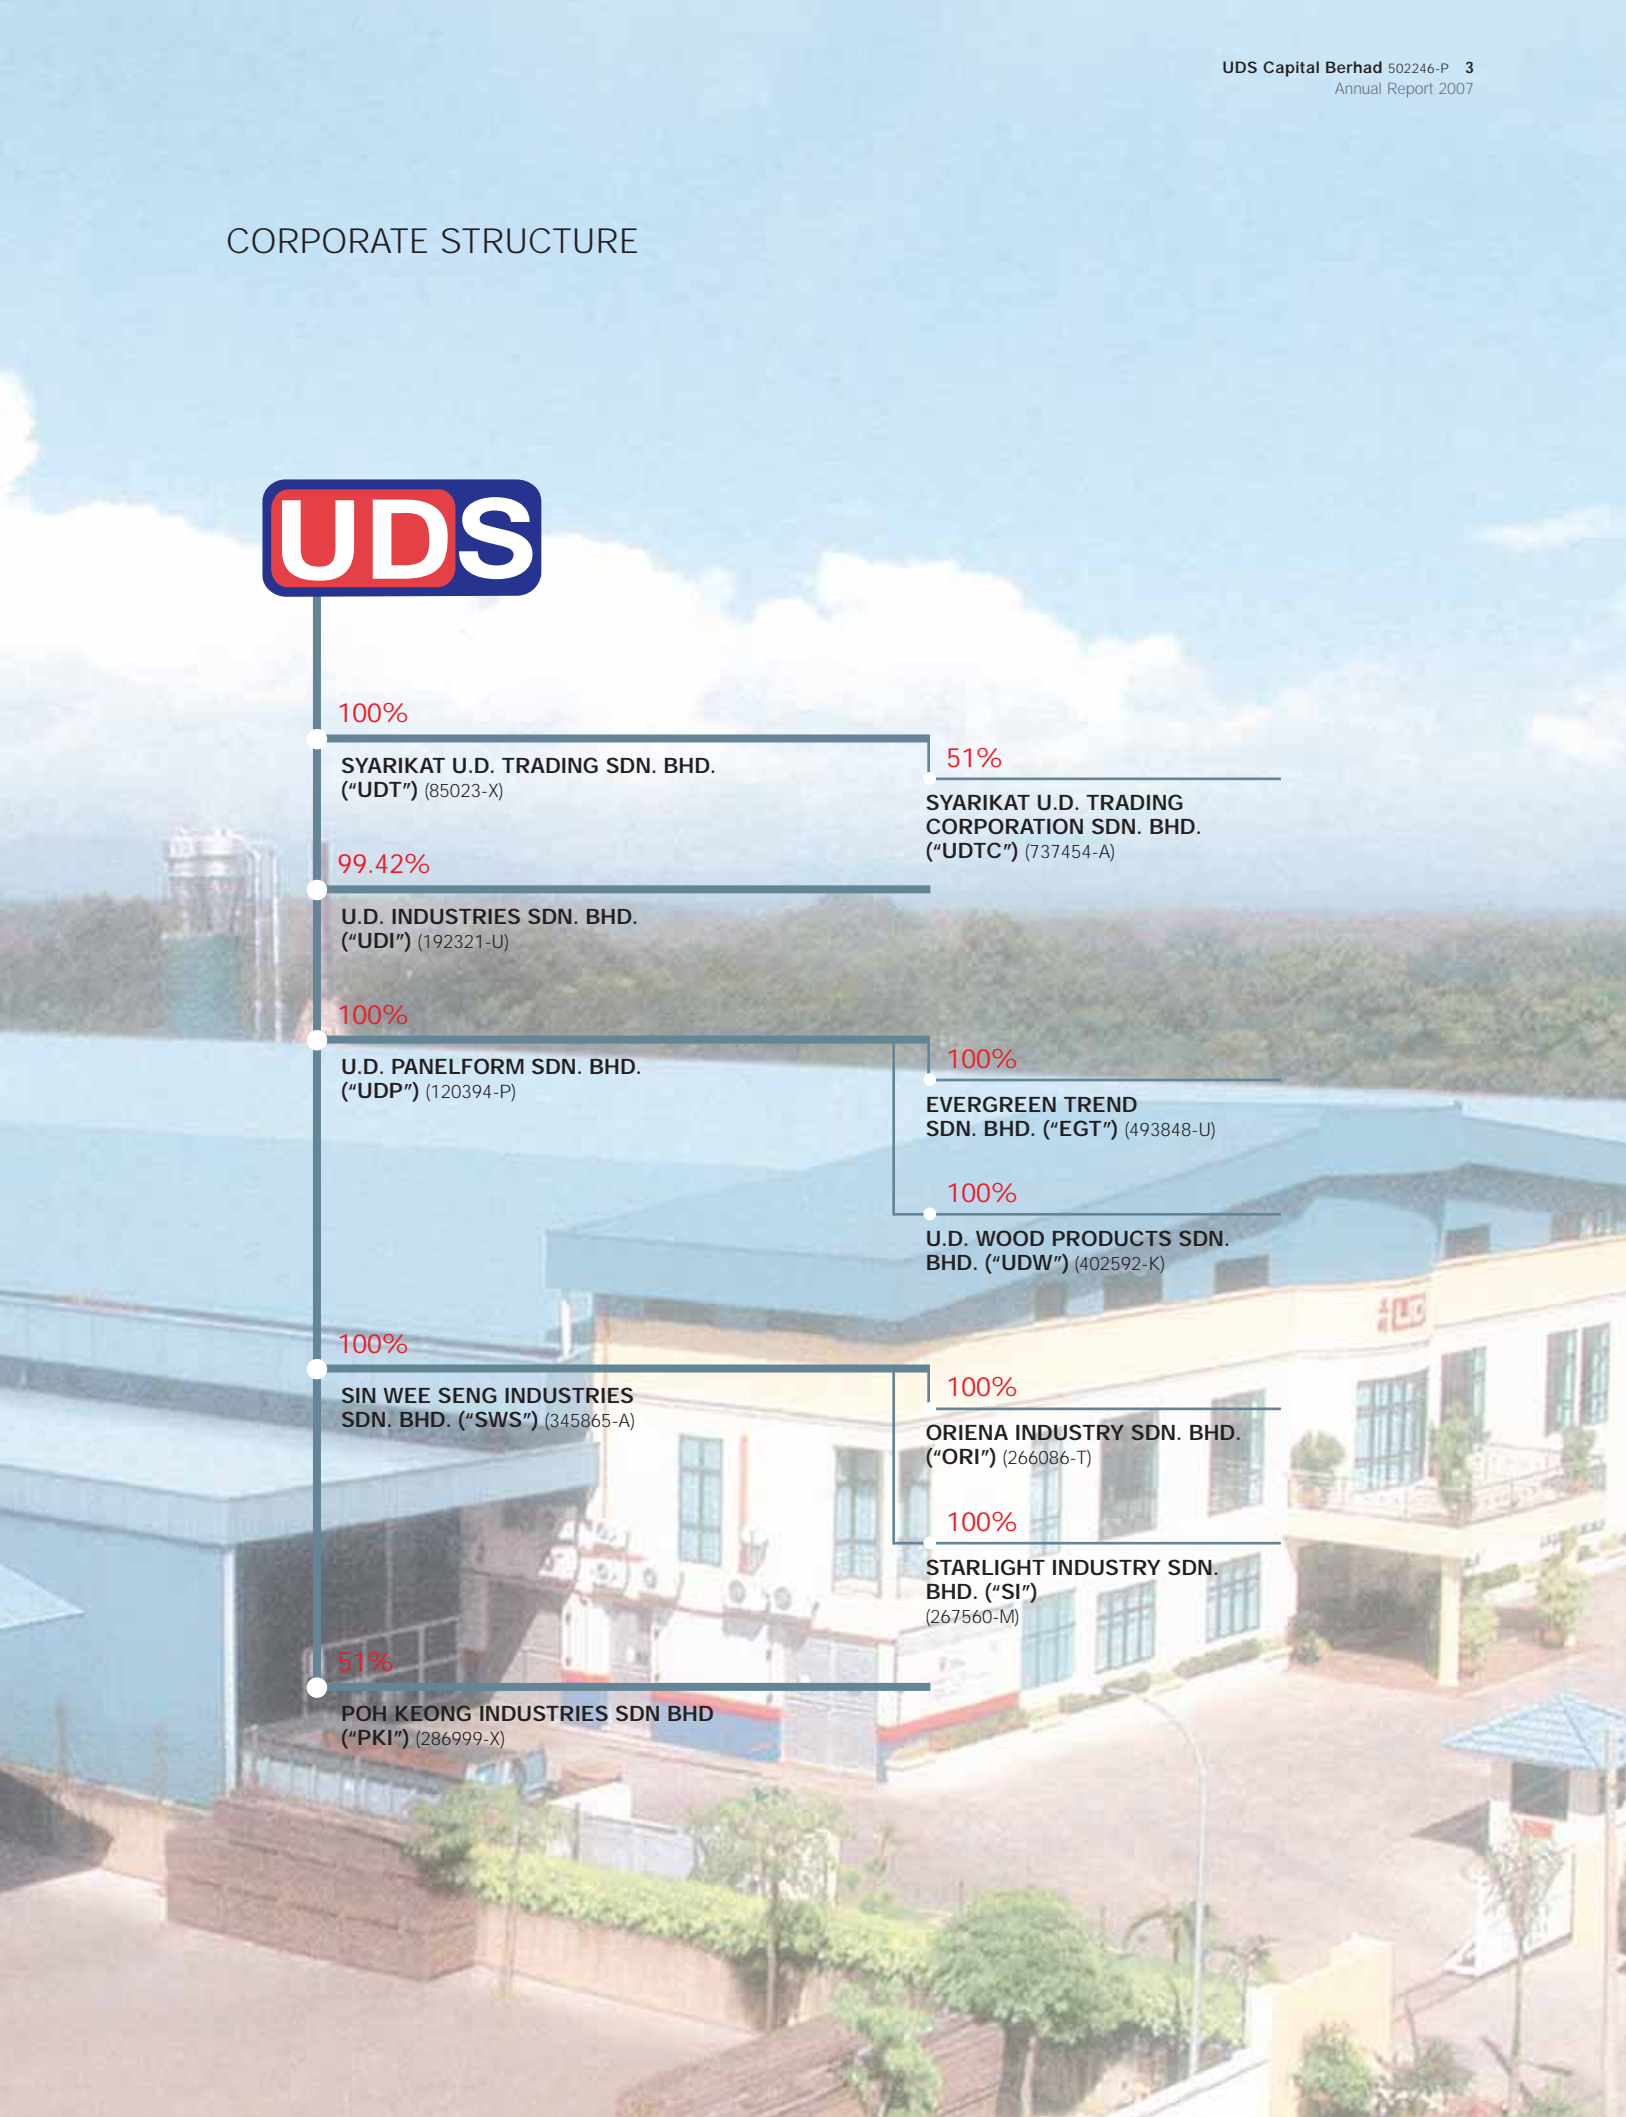 UDS Capital Berhad 502246-P 3
Annual Report 2007
CORPORATE STRUCTURE
UDS
100%
SYARIKAT U.D. TRADING SDN. BHD.
(“UDT”) (85023-X)
51%
SYARIKAT U.D. TRADING
CORPORATION SDN. BHD.
(“UDTC”) (737454-A)
99.42%
U.D. INDUSTRIES SDN. BHD.
(“UDI”) (192321-U)
100%
U.D. PANELFORM SDN. BHD.
(“UDP”) (120394-P)
100%
EVERGREEN TREND
SDN. BHD. (“EGT”) (493848-U)
100%
U.D. WOOD PRODUCTS SDN.
BHD. (“UDW”) (402592-K)
100%
SIN WEE SENG INDUSTRIES
SDN. BHD. (“SWS”) (345865-A)
100%
ORIENA INDUSTRY SDN. BHD.
(“ORI”) (266086-T)
100%
STARLIGHT INDUSTRY SDN.
BHD. (“SI”)
(267560-M)
51%
POH KEONG INDUSTRIES SDN BHD
(“PKI”) (286999-X)